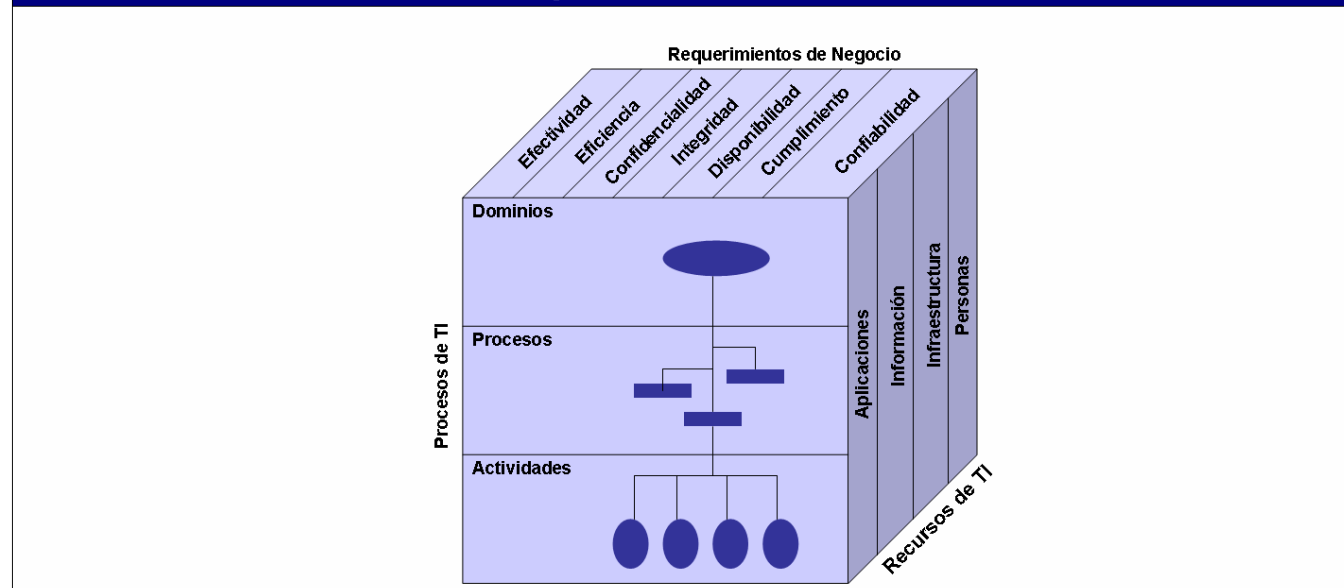 Requerimientos de Negocio
Efectividad
Eficiencia
Confidencialidad
Integridad
Disponibilidad
Cumplimiento
Confiabilidad
Dominios
Procesos
Actividades
Procesos de TI
Aplicaciones
Información
Infraestructura
Personas
Recursos de TI